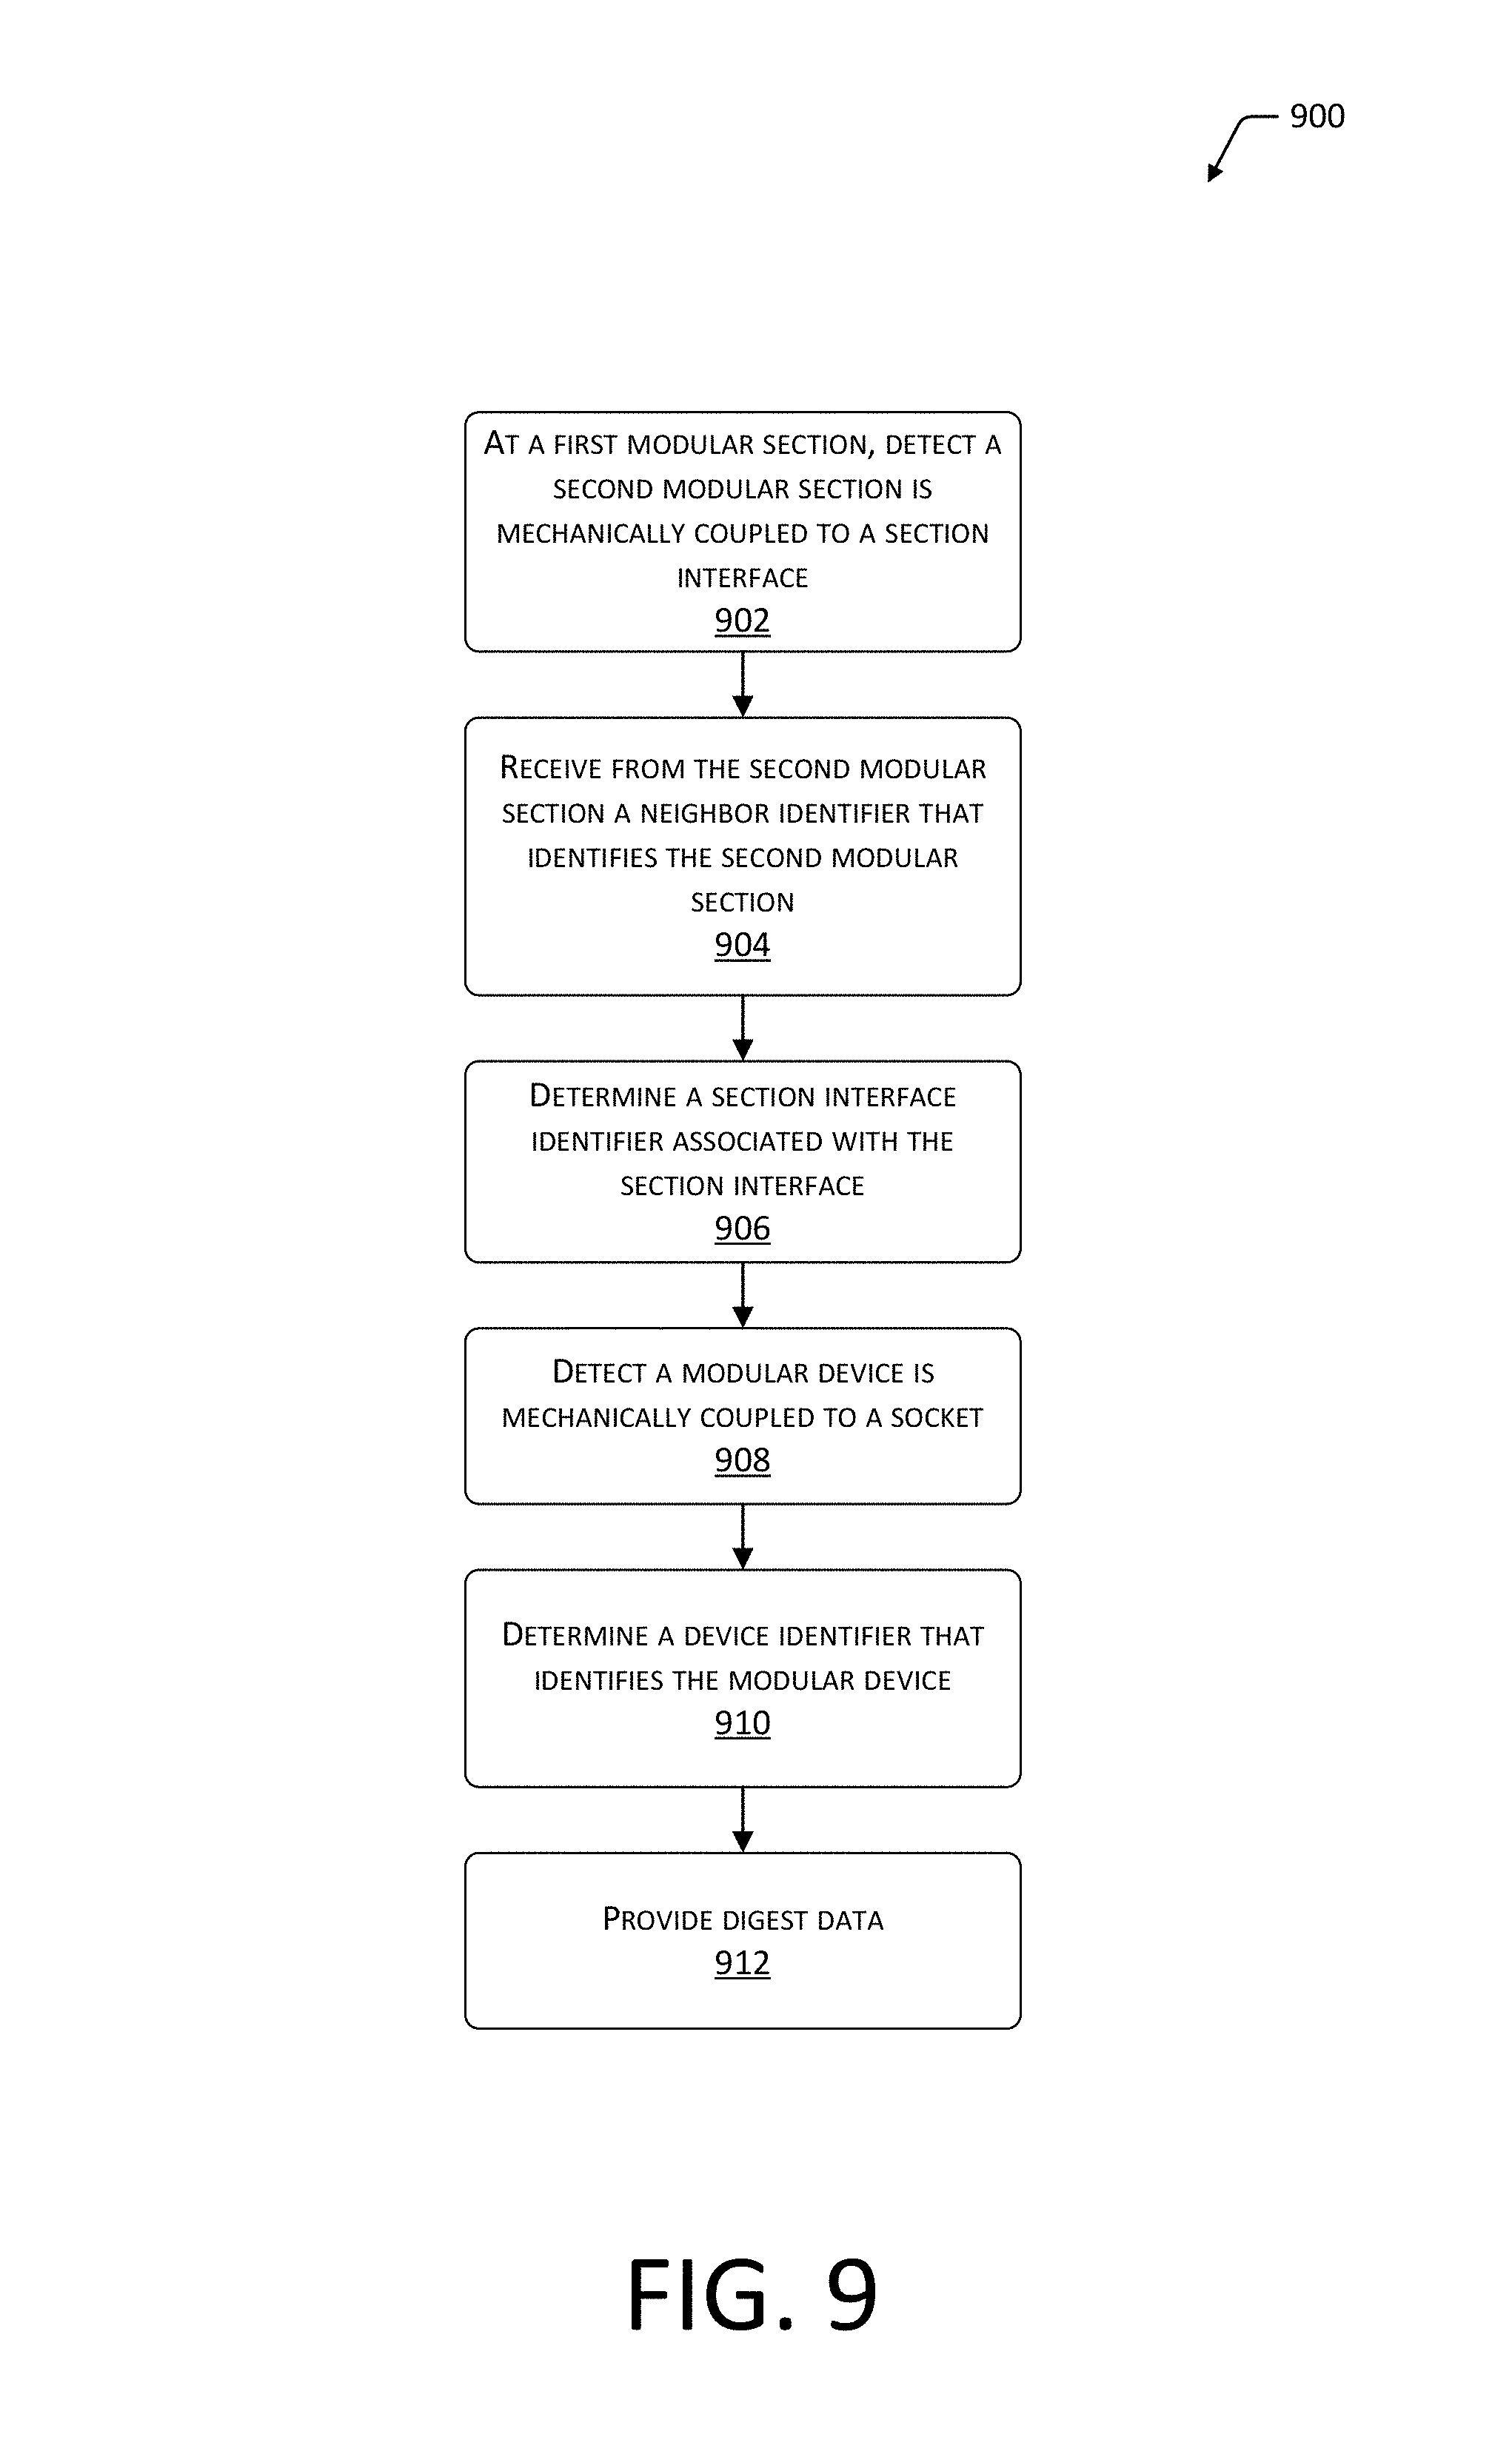 900
At a first modular section, detect a
second modular section is
mechanically coupled to a section
interface
902
Receive from the second modular
section a neighbor identifier that
identifies the second modular
section
904
Determine a section interface
identifier associated with the
section interface
906
Detect a modular device is
mechanically coupled to a socket
908
Determine a device identifier that
identifies the modular device
910
Provide digest data
912
FIG. 9